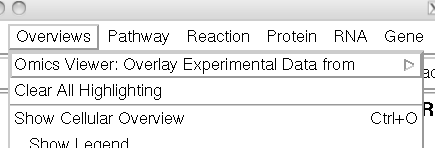 Overviews Pathway Reaction Protein RNA Gene
Omics Viewer: Overlay Experimental Data from
Clear All Highlighting
Show Cellular Overview Ctrl+O
Show Legend